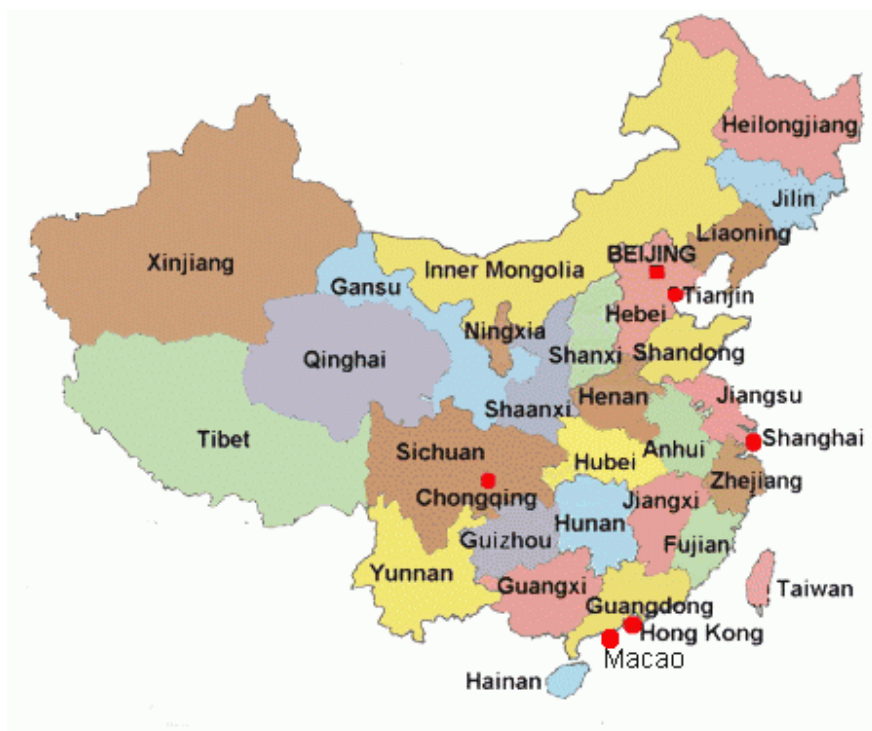 Heilongjiang
Jilin
Liaoning
BEIJING
Xinjiang
Inner Mongolia
Gansu
Tianjin
Hebei
Ningxia
Qinghai
Shanxi
Shandong
Henan
Jiangsu
Shaanxi
Tibet
Shanghai
Sichuan
Anhui
Hubei
Zhejiang
Chongqing
Jiangxi
Hunan
Guizhou
Fujian
Yunnan
Guangxi
Taiwan
Guangdong
Hong Kong
Macao
Hainan